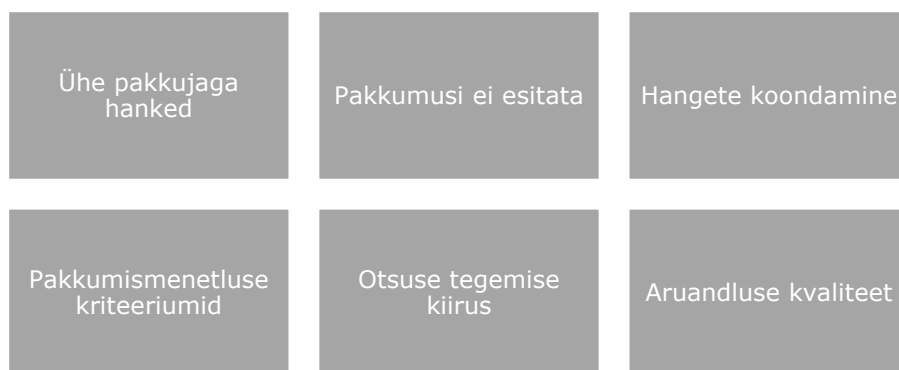 Ühe pakkujaga
hanked
Pakkumusi ei esitata
Hangete koondamine
Pakkumismenetluse
kriteeriumid
Otsuse tegemise
kiirus
Aruandluse kvaliteet